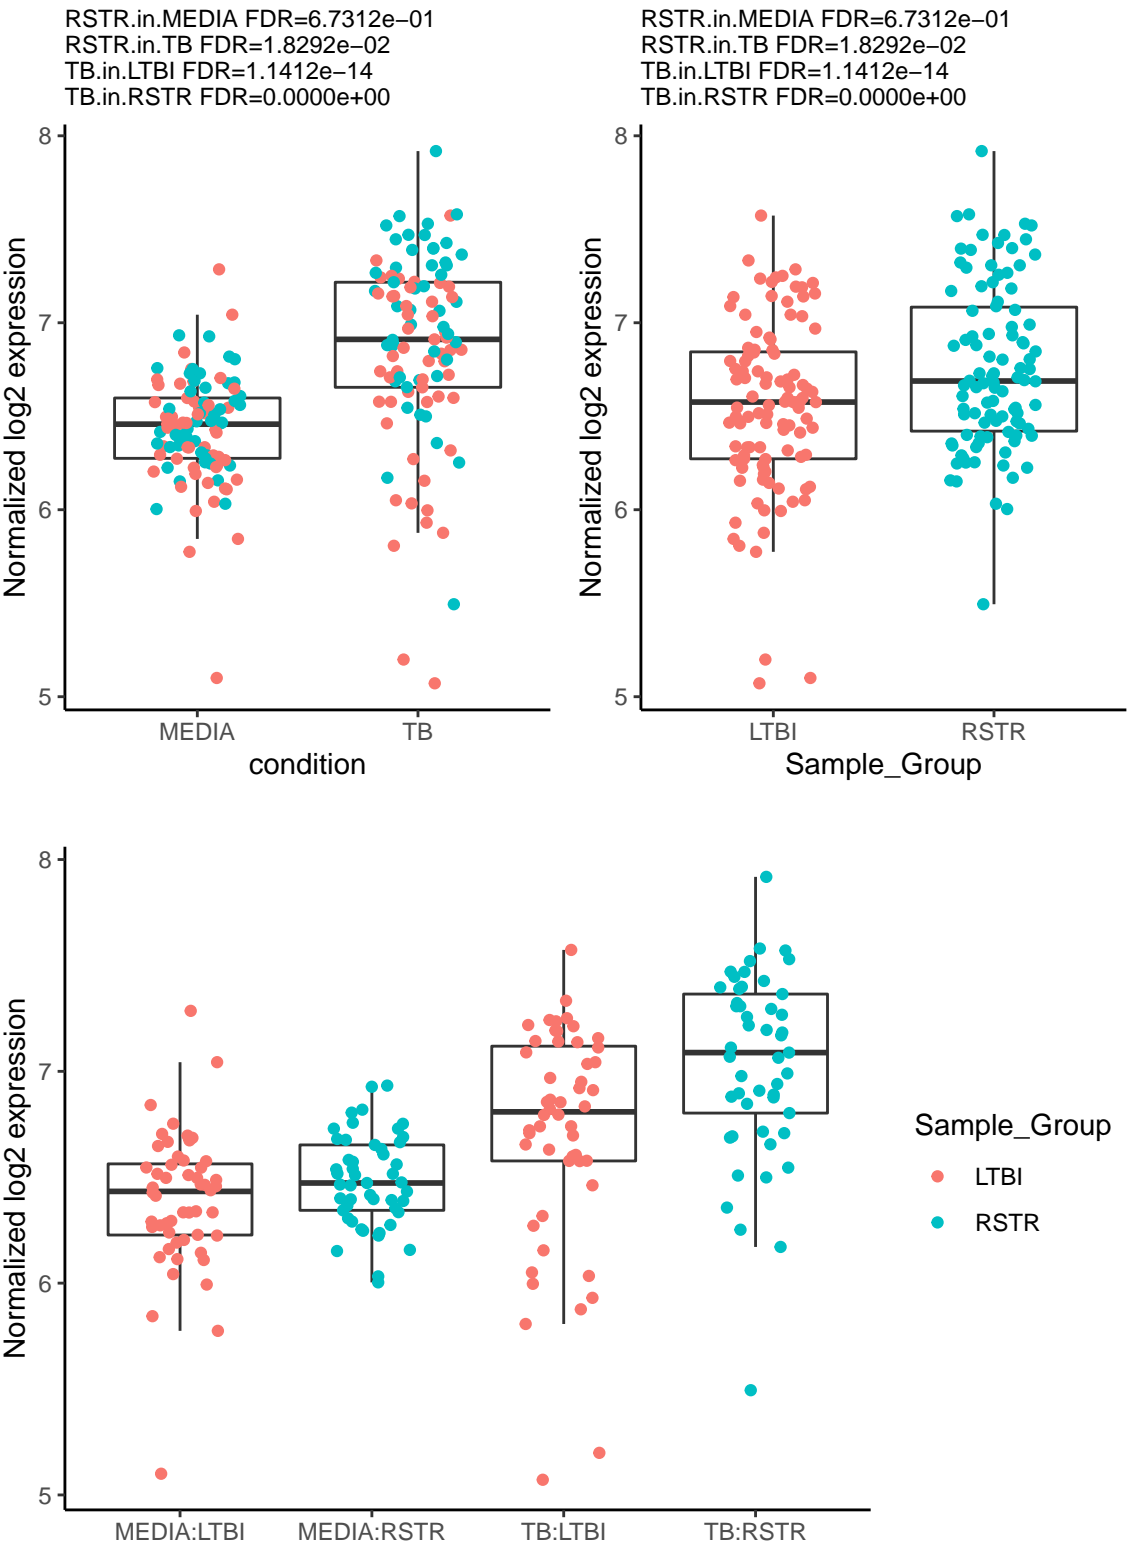 RSTR.in.MEDIA FDR=6.7312e−01
RSTR.in.TB FDR=1.8292e−02
TB.in.LTBI FDR=1.1412e−14
TB.in.RSTR FDR=0.0000e+00
8
7
6
5
Normalized log2 expression
MEDIA
TB
condition
RSTR.in.MEDIA FDR=6.7312e−01
RSTR.in.TB FDR=1.8292e−02
TB.in.LTBI FDR=1.1412e−14
TB.in.RSTR FDR=0.0000e+00
8
7
6
5
Normalized log2 expression
LTBI
RSTR
Sample_Group
8
7
6
5
Normalized log2 expression
MEDIA:LTBI
MEDIA:RSTR
TB:LTBI
TB:RSTR
Sample_Group
LTBI
RSTR